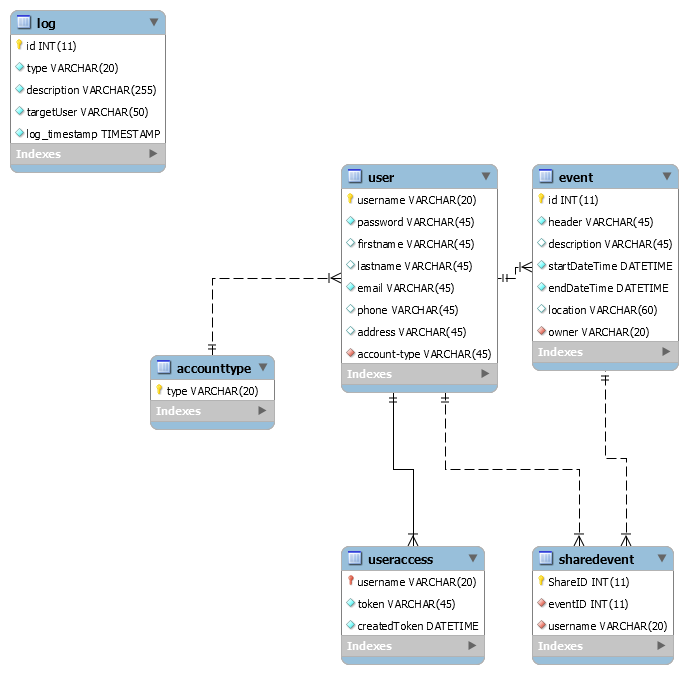 log
id INT(11)
type VARCHAR(20)
description VARCHAR(255)
targetUser VARCHAR(50)
log_timestamp TIMESTAMP
Indexes
user
username VARCHAR(20)
password VARCHAR(45)
firstname VARCHAR(45)
lastname VARCHAR(45)
email VARCHAR(45)
phone VARCHAR(45)
address VARCHAR(45)
account-type VARCHAR(45)
Indexes
event
id INT(11)
header VARCHAR(45)
description VARCHAR(45)
startDateTime DATETIME
endDateTime DATETIME
location VARCHAR(60)
owner VARCHAR(20)
Indexes
accounttype
type VARCHAR(20)
Indexes
useraccess
username VARCHAR(20)
token VARCHAR(45)
createdToken DATETIME
Indexes
sharedevent
ShareID INT(11)
eventID INT(11)
username VARCHAR(20)
Indexes